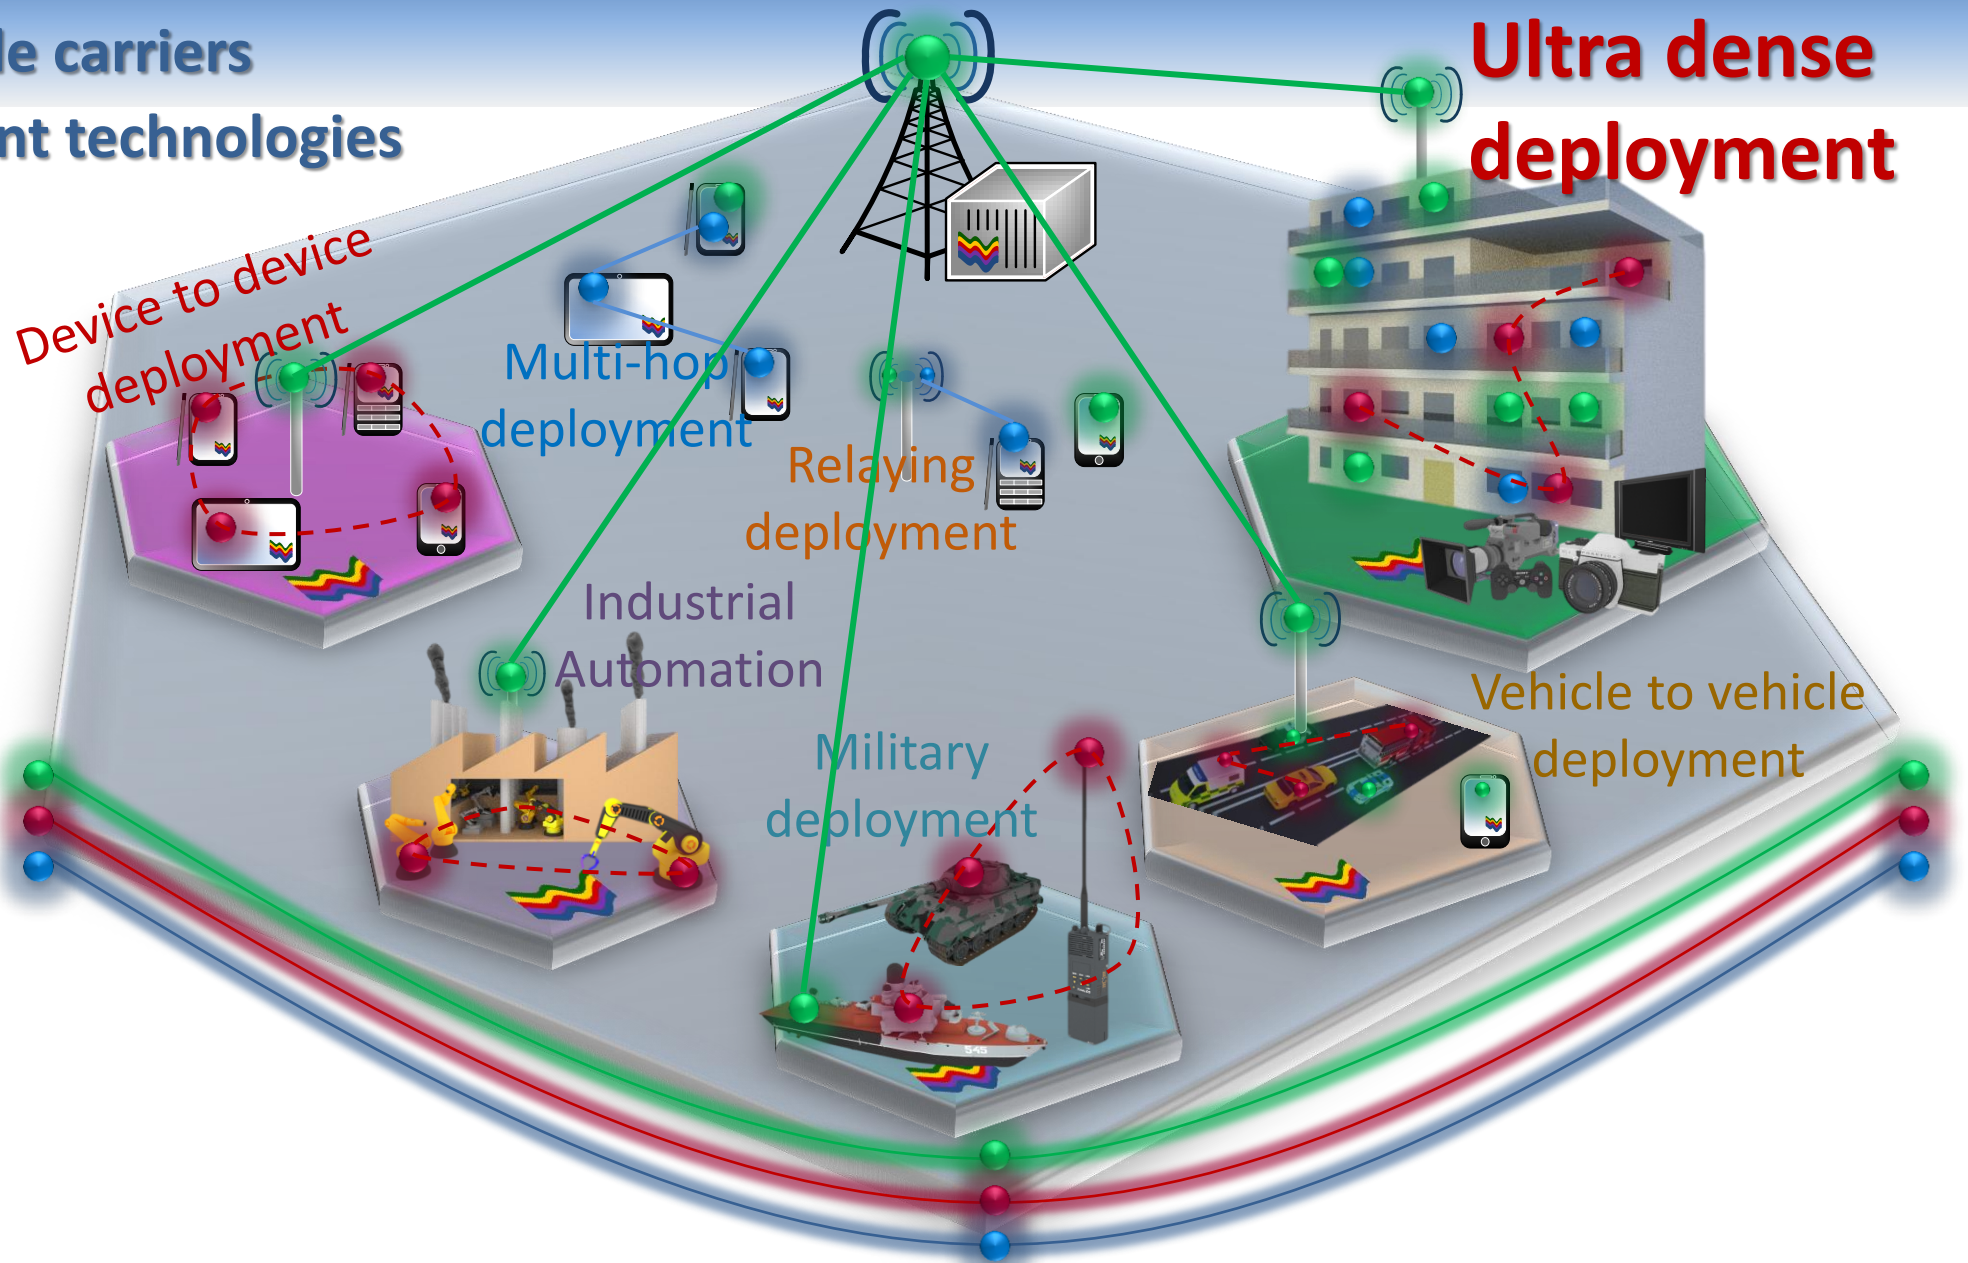 le carriers
nt technologies
Ultra dense
deployment
Device to device
deployment
Multi-hop
deployment
Relaying
deployment
Industrial
Automation
Military
deployment
Vehicle to vehicle
deployment
545